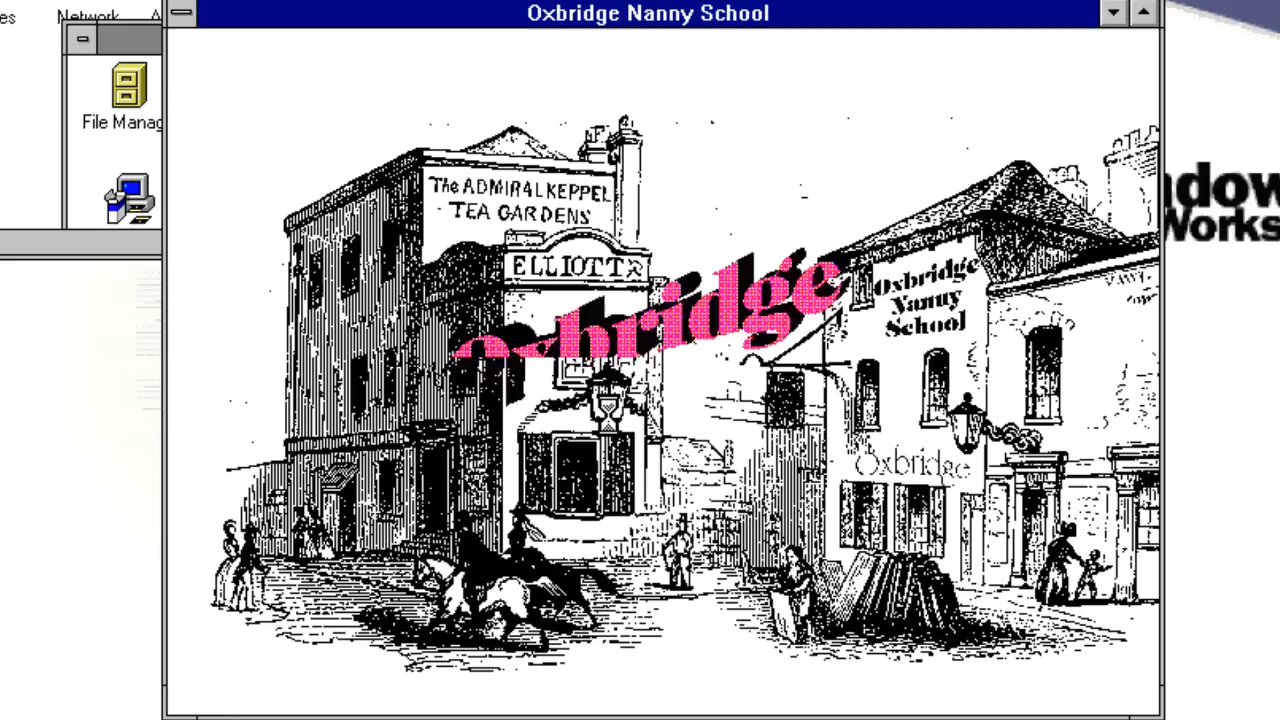 Oxbridge Nanny School
es Network A
File Manag
The ADMIRAL KEPPEL
TEA GARDENS
ELLIOTT
oxbridge
Oxbridge
Nanny
School
Oxbridge
ndow
Works